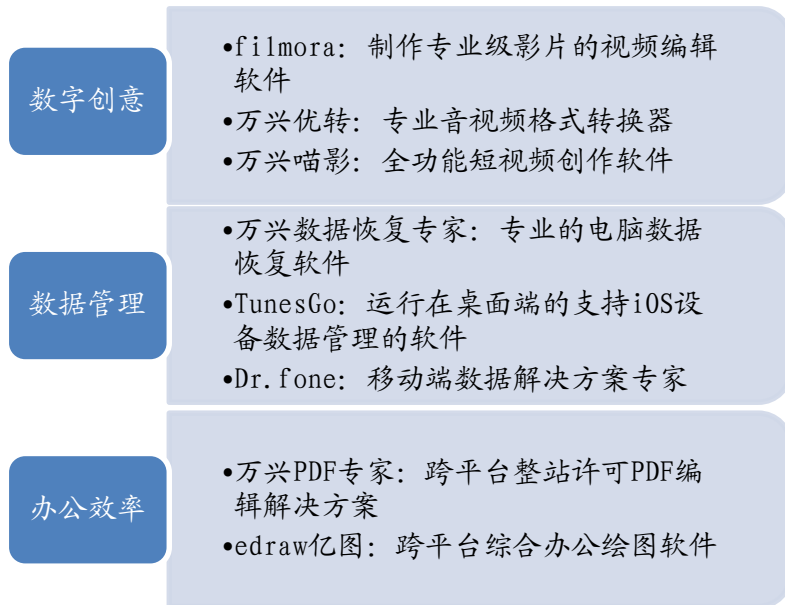 数字创意
•filmora: 制作专业级影片的视频编辑
软件
•万兴优转: 专业音视频格式转换器
•万兴喵影: 全功能短视频创作软件
数据管理
•万兴数据恢复专家: 专业的电脑数据
恢复软件
•TunesGo: 运行在桌面端的支持iOS设
备数据管理的软件
•Dr.fone: 移动端数据解决方案专家
办公效率
•万兴PDF专家: 跨平台整站许可PDF编
辑解决方案
•edraw亿图: 跨平台综合办公绘图软件